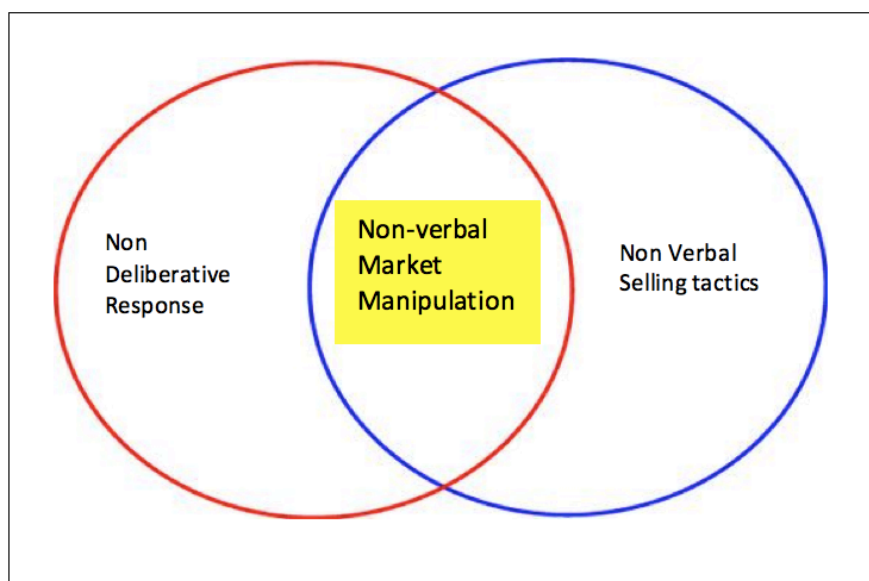 Non
Deliberative
Response
Non-verbal
Market
Manipulation
Non Verbal
Selling tactics